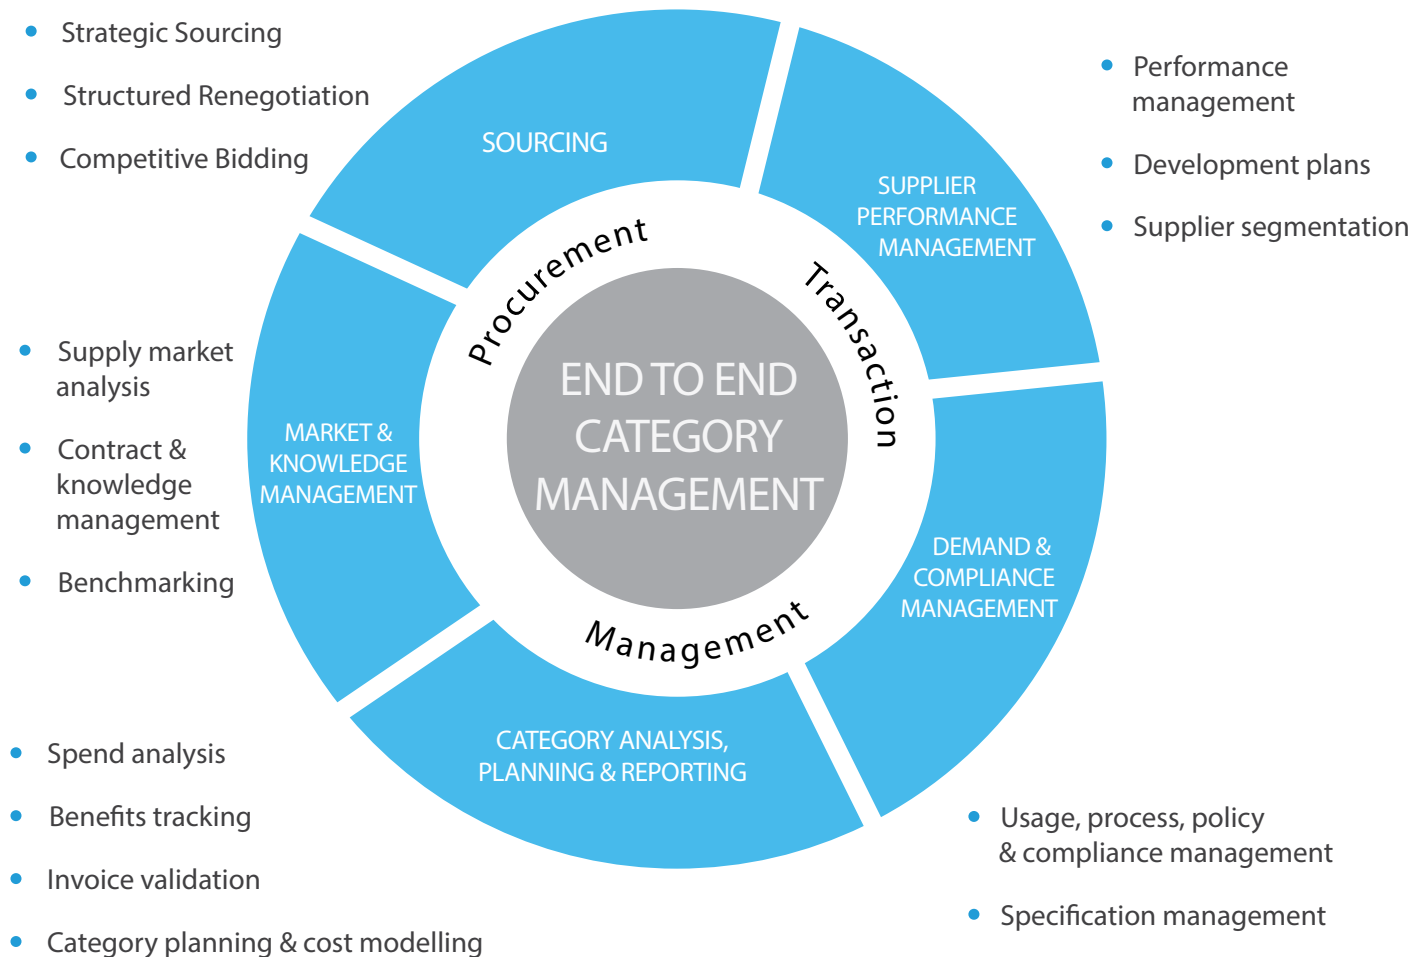 • Strategic Sourcing
• Structured Renegotiation
• Competitive Bidding
SOURCING
• Performance
management
• Development plans
• Supplier segmentation
SUPPLIER
PERFORMANCE
MANAGEMENT
Procurement
Transaction
Management
END TO END
CATEGORY
MANAGEMENT
• Supply market
analysis
• Contract &
knowledge
management
• Benchmarking
MARKET &
KNOWLEDGE
MANAGEMENT
DEMAND &
COMPLIANCE
MANAGEMENT
CATEGORY ANALYSIS,
PLANNING & REPORTING
• Spend analysis
• Benefits tracking
• Invoice validation
• Category planning & cost modelling
• Usage, process, policy
& compliance management
• Specification management